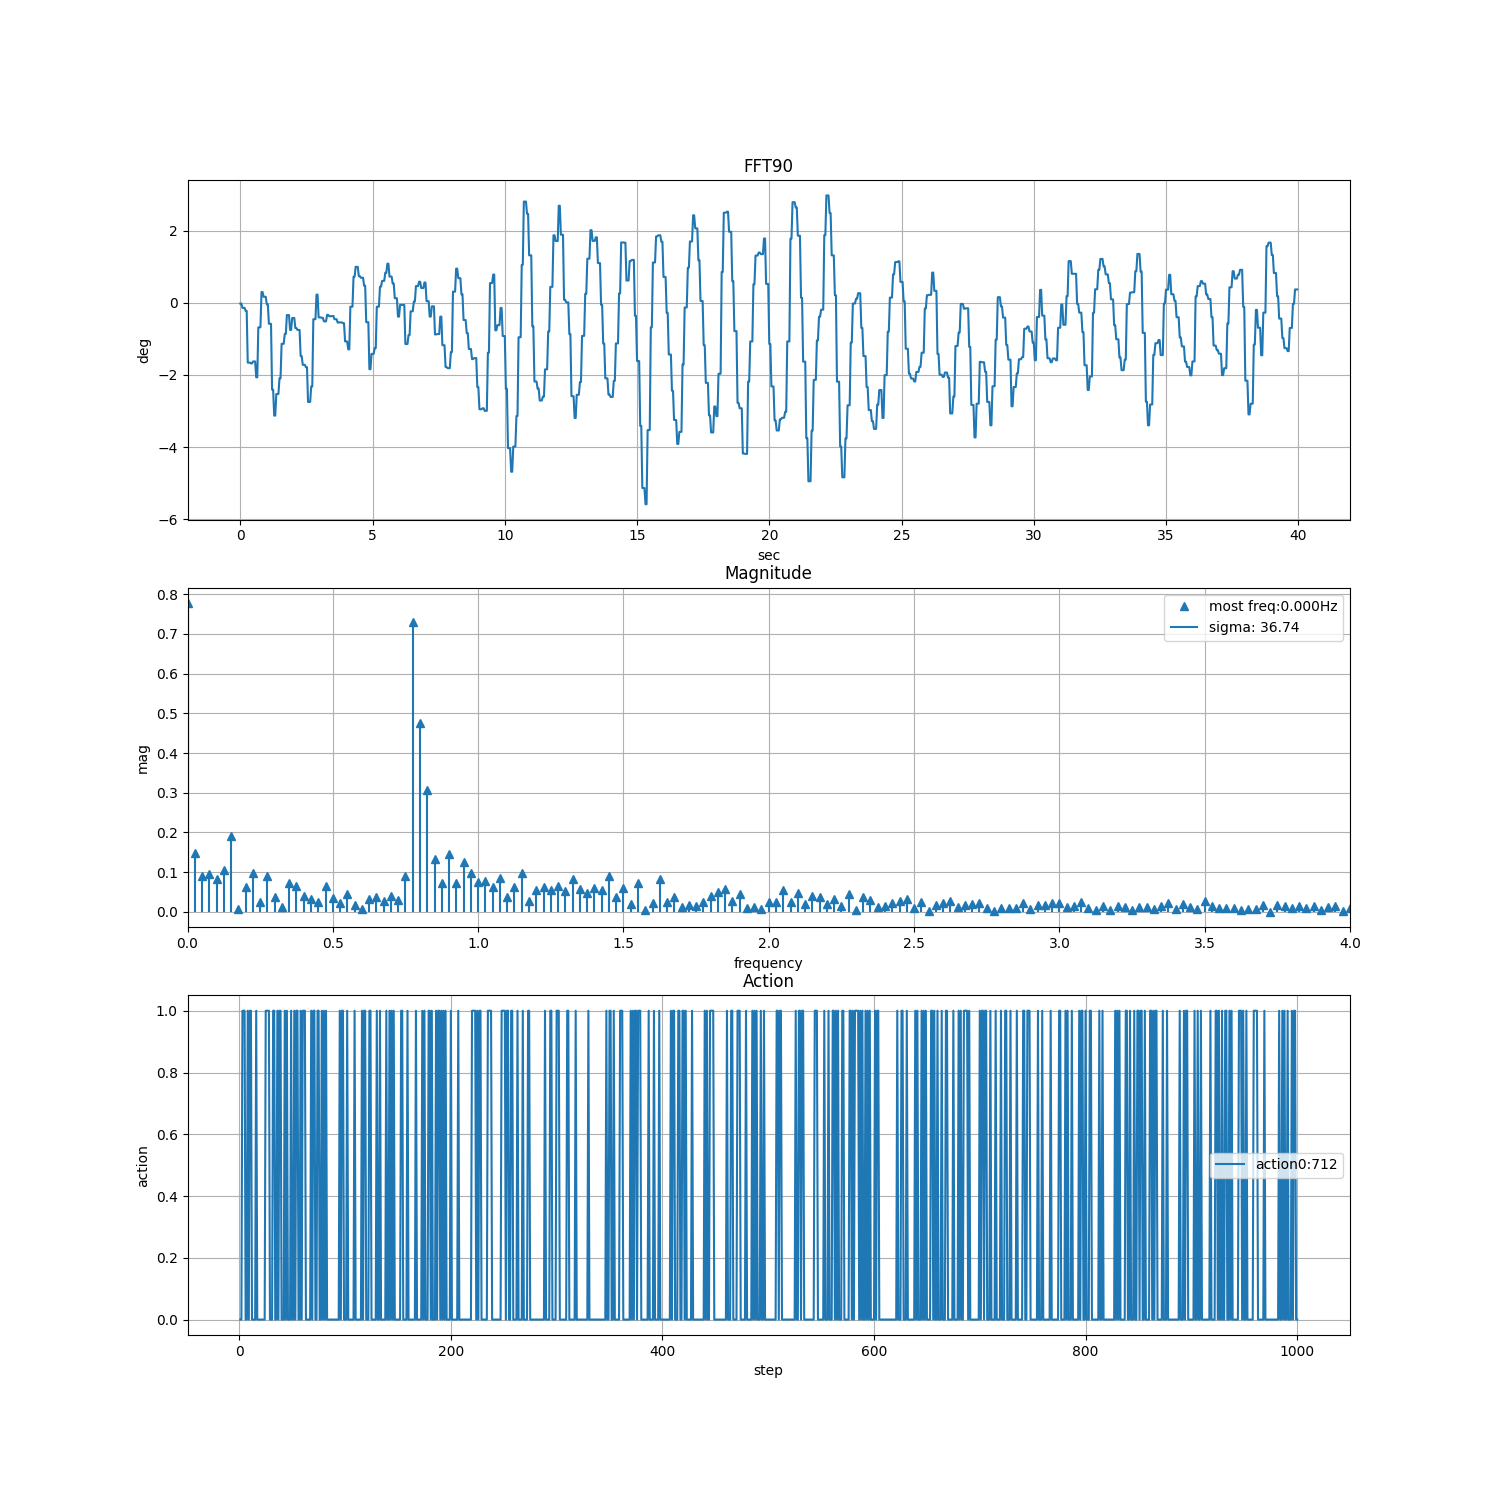 FFT90
2
0
−2
−4
−6
deg
0 5 10 15 20 25 30 35 40
sec
Magnitude
0.8
0.7
0.6
0.5
0.4
0.3
0.2
0.1
0.0
mag
most freq:0.000Hz
sigma: 36.74
0.0 0.5 1.0 1.5 2.0 2.5 3.0 3.5 4.0
frequency
Action
1.0
0.8
0.6
0.4
0.2
0.0
action
action0:712
0 200 400 600 800 1000
step